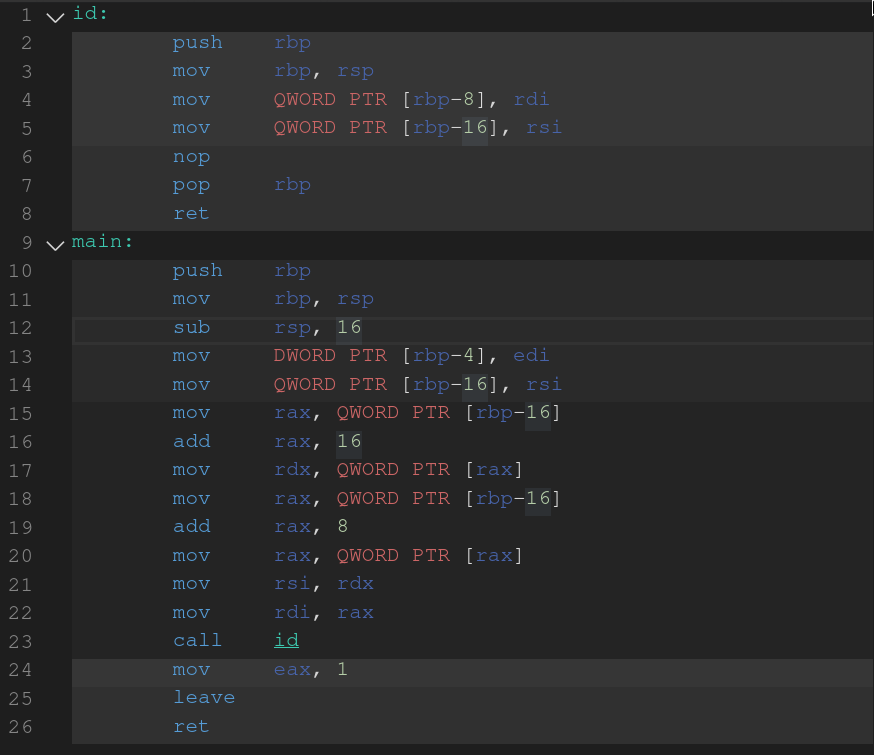 1 id:
2 push rbp
3 mov rbp, rsp
4 mov QWORD PTR [rbp-8], rdi
5 mov QWORD PTR [rbp-16], rsi
6 nop
7 pop rbp
8 ret
9 main:
10 push rbp
11 mov rbp, rsp
12 sub rsp, 16
13 mov DWORD PTR [rbp-4], edi
14 mov QWORD PTR [rbp-16], rsi
15 mov rax, QWORD PTR [rbp-16]
16 add rax, 16
17 mov rdx, QWORD PTR [rax]
18 mov rax, QWORD PTR [rbp-16]
19 add rax, 8
20 mov rax, QWORD PTR [rax]
21 mov rsi, rdx
22 mov rdi, rax
23 call id
24 mov eax, 1
25 leave
26 ret